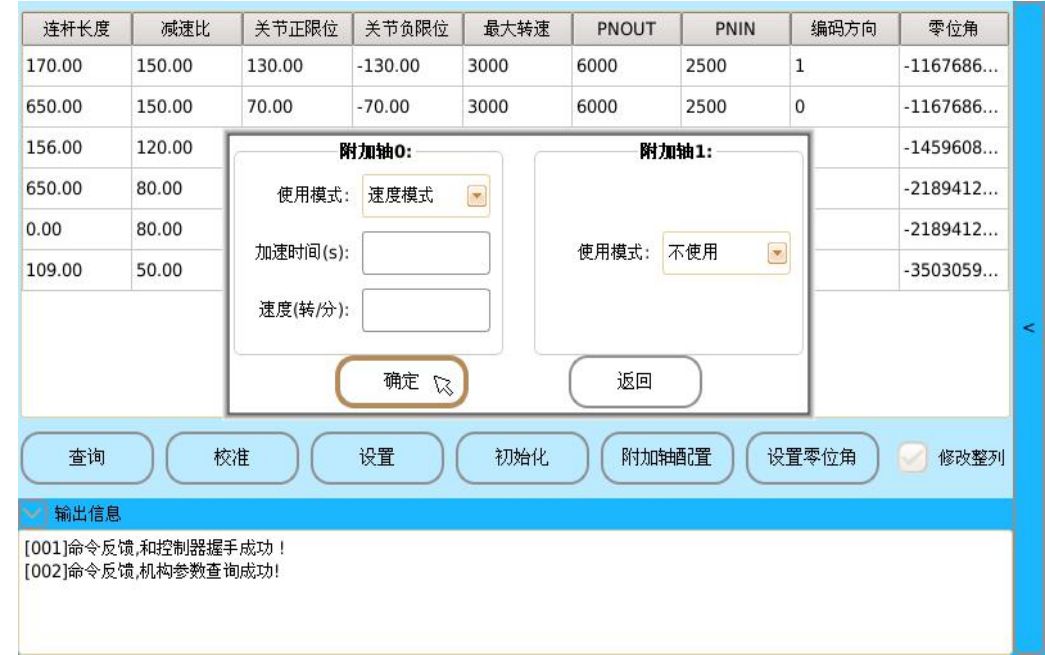 连杆长度 减速比 关节正限位 关节负限位 最大转速 PNOUT PNIN 编码方向 零位角
170.00 150.00 130.00 -130.00 3000 6000 2500 1 -1167686...
650.00 150.00 70.00 -70.00 3000 6000 2500 0 -1167686...
156.00 120.00 -1459608...
650.00 80.00 -2189412...
0.00 80.00 -2189412...
109.00 50.00 -3503059...
附加轴0:
使用模式: 速度模式
加速时间(s):
速度(转/分):
附加轴1:
使用模式: 不使用
确定 返回
<
查询 校准 设置 初始化 附加轴配置 设置零位角 修改整列
输出信息
[001]命令反馈,和控制器握手成功！
[002]命令反馈,机构参数查询成功!